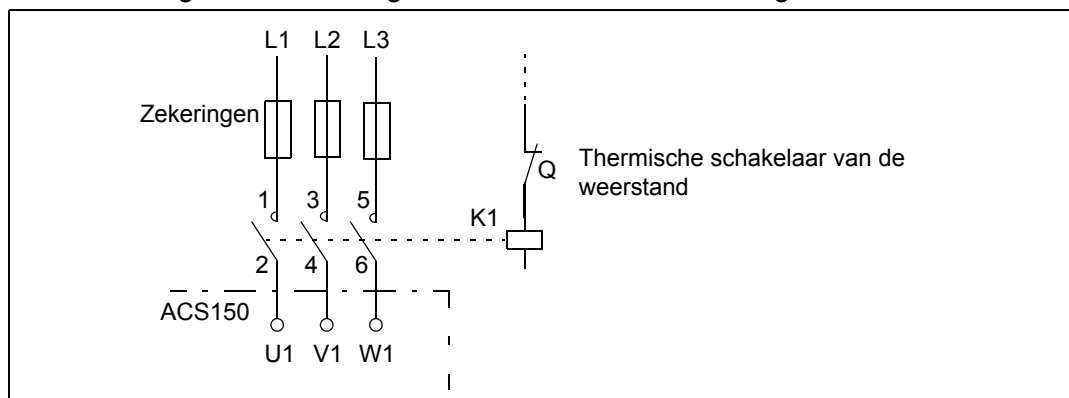 L1 L2 L3
Zekeringen
Thermische schakelaar van de
weerstand
Q
1 3 5
K1
2 4 6
ACS150
U1 V1 W1